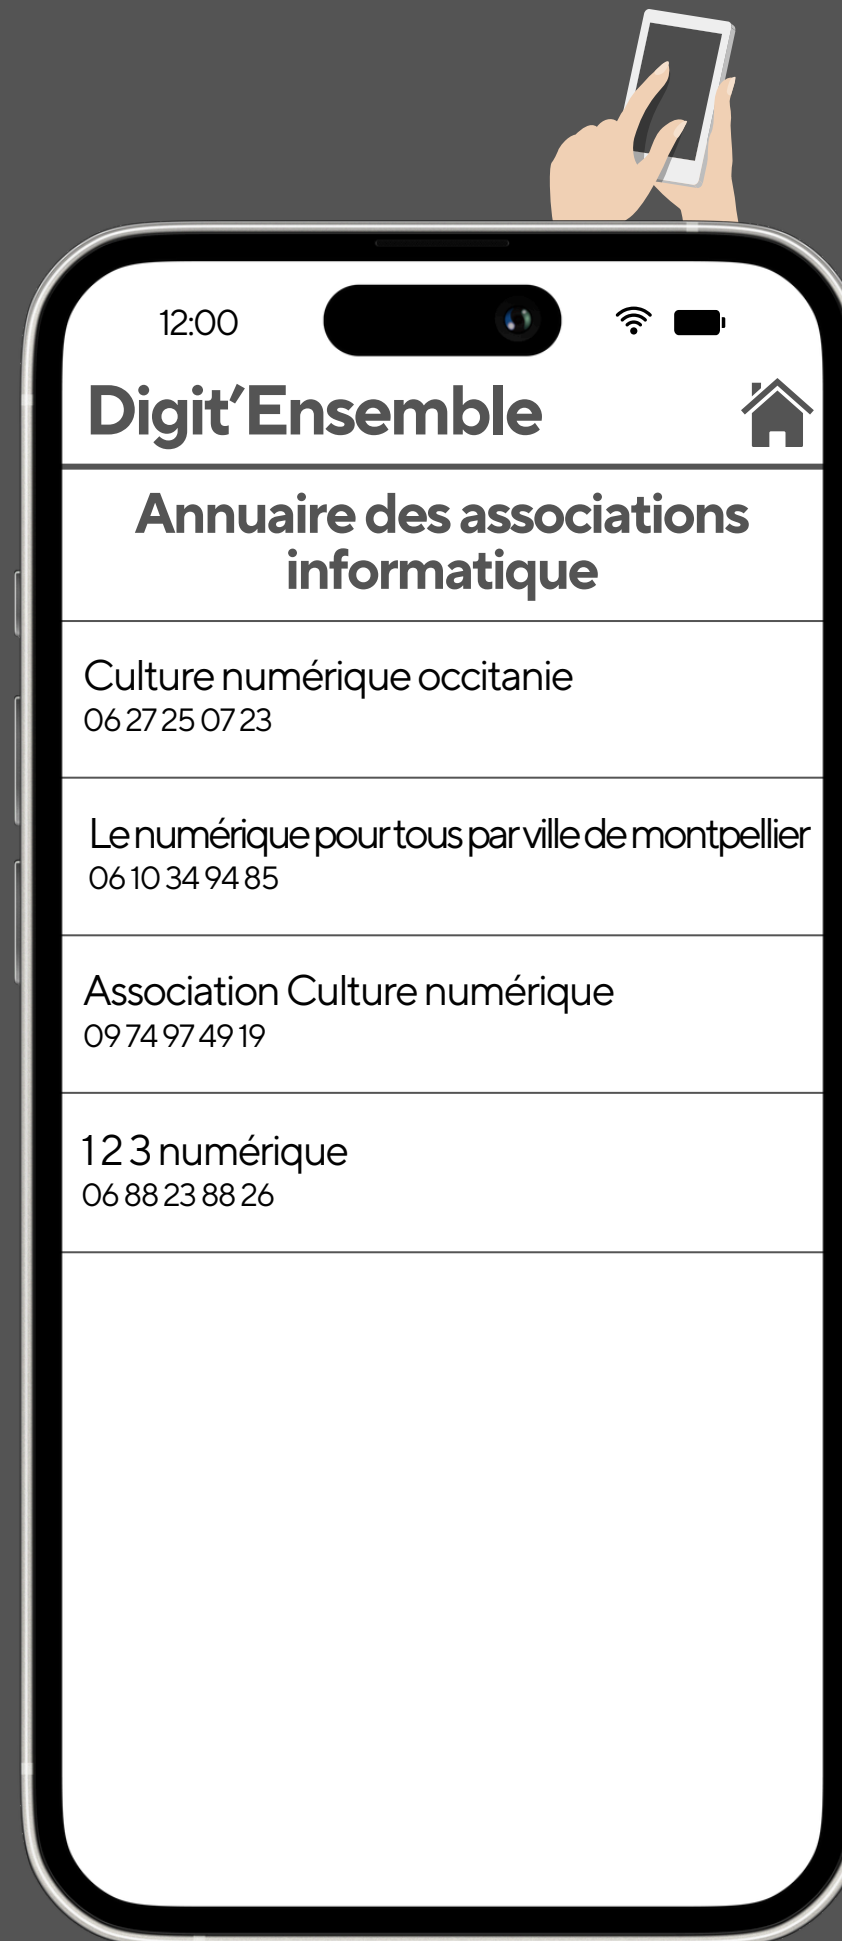 12:00
Digit’Ensemble
Annuaire des associations
informatique
Culture numérique occitanie
06 27 25 07 23
Le numérique pour tous par ville de montpellier
06 10 34 94 85
Association Culture numérique
09 74 97 49 19
1 2 3 numérique
06 88 23 88 26